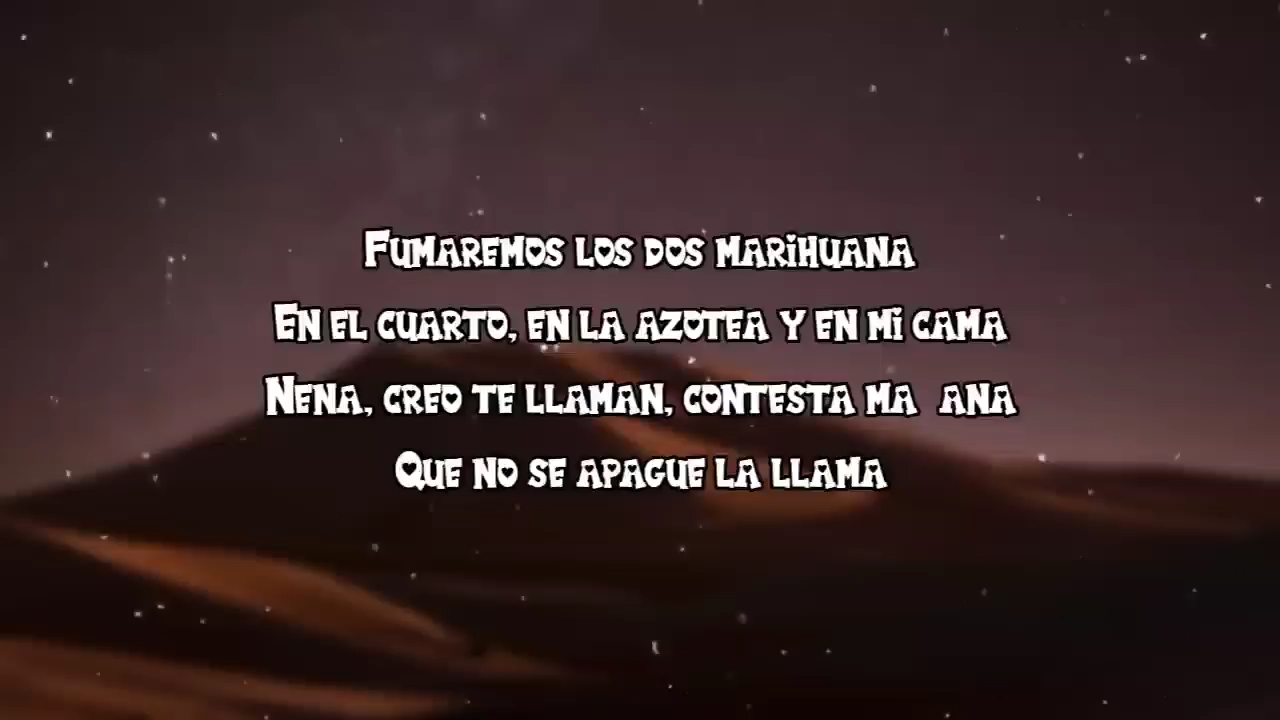 Fumaremos los dos marihuana
En el cuarto, en la azotea y en mi cama
Nena, creo te llaman, contesta ma ana
Que no se apague la llama